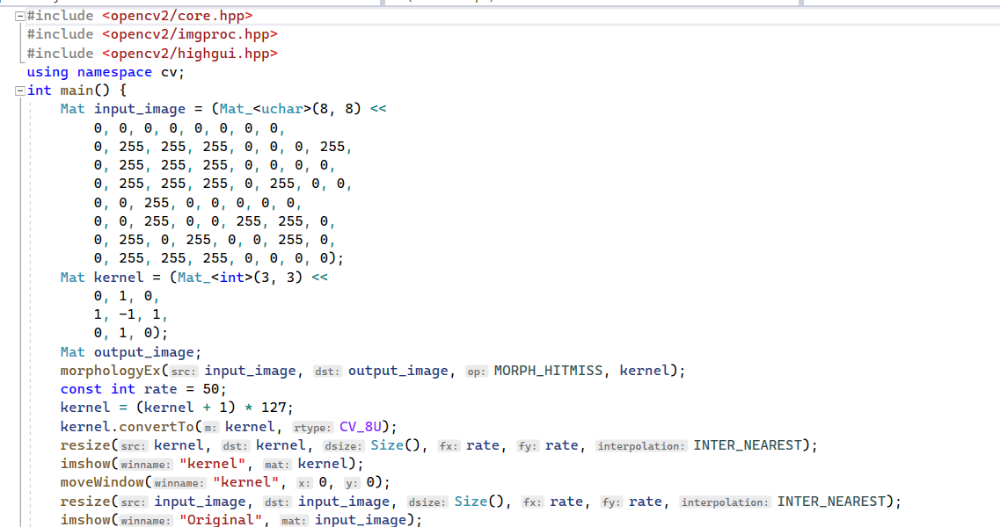 #include <opencv2/core.hpp>
#include <opencv2/imgproc.hpp>
#include <opencv2/highgui.hpp>
using namespace cv;
int main() {
    Mat input_image = (Mat_<uchar>(8, 8) <<
        0, 0, 0, 0, 0, 0, 0, 0,
        0, 255, 255, 255, 0, 0, 0, 255,
        0, 255, 255, 255, 0, 0, 0, 0,
        0, 255, 255, 255, 0, 255, 0, 0,
        0, 0, 255, 0, 0, 0, 0, 0,
        0, 0, 255, 0, 0, 255, 255, 0,
        0, 255, 0, 255, 0, 0, 255, 0,
        0, 255, 255, 255, 0, 0, 0, 0);
    Mat kernel = (Mat_<int>(3, 3) <<
        0, 1, 0,
        1, -1, 1,
        0, 1, 0);
    Mat output_image;
    morphologyEx(src: input_image, dst: output_image, op: MORPH_HITMISS, kernel);
    const int rate = 50;
    kernel = (kernel + 1) * 127;
    kernel.convertTo(m: kernel, rtype: CV_8U);
    resize(src: kernel, dst: kernel, dsize: Size(), fx: rate, fy: rate, interpolation: INTER_NEAREST);
    imshow(winname: "kernel", mat: kernel);
    moveWindow(winname: "kernel", x: 0, y: 0);
    resize(src: input_image, dst: input_image, dsize: Size(), fx: rate, fy: rate, interpolation: INTER_NEAREST);
    imshow(winname: "Original", mat: input_image);